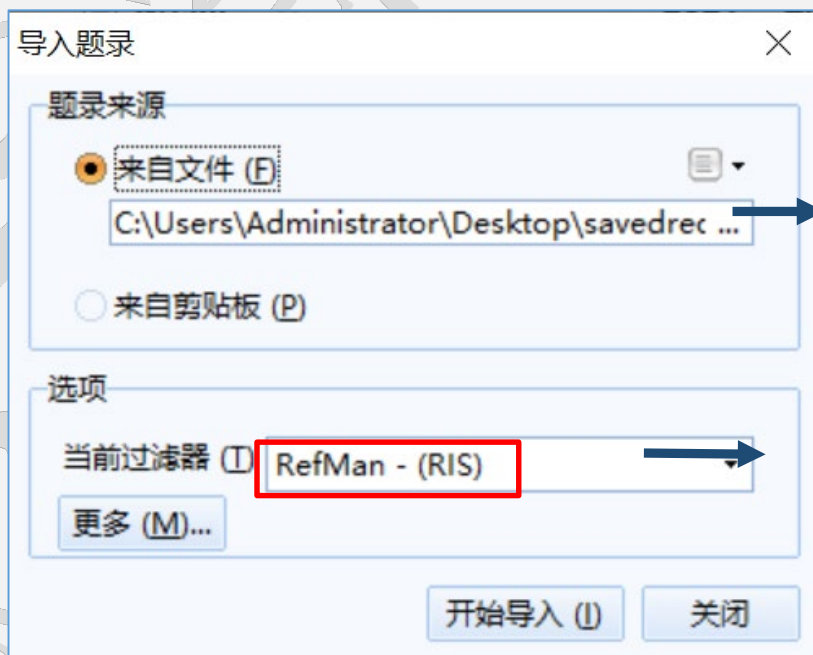 导入题录
题录来源
来自文件 (F)
C:\Users\Administrator\Desktop\savedrec ...
来自剪贴板 (P)
选项
当前过滤器 (T) RefMan - (RIS)
更多 (M)...
开始导入 (I) 关闭